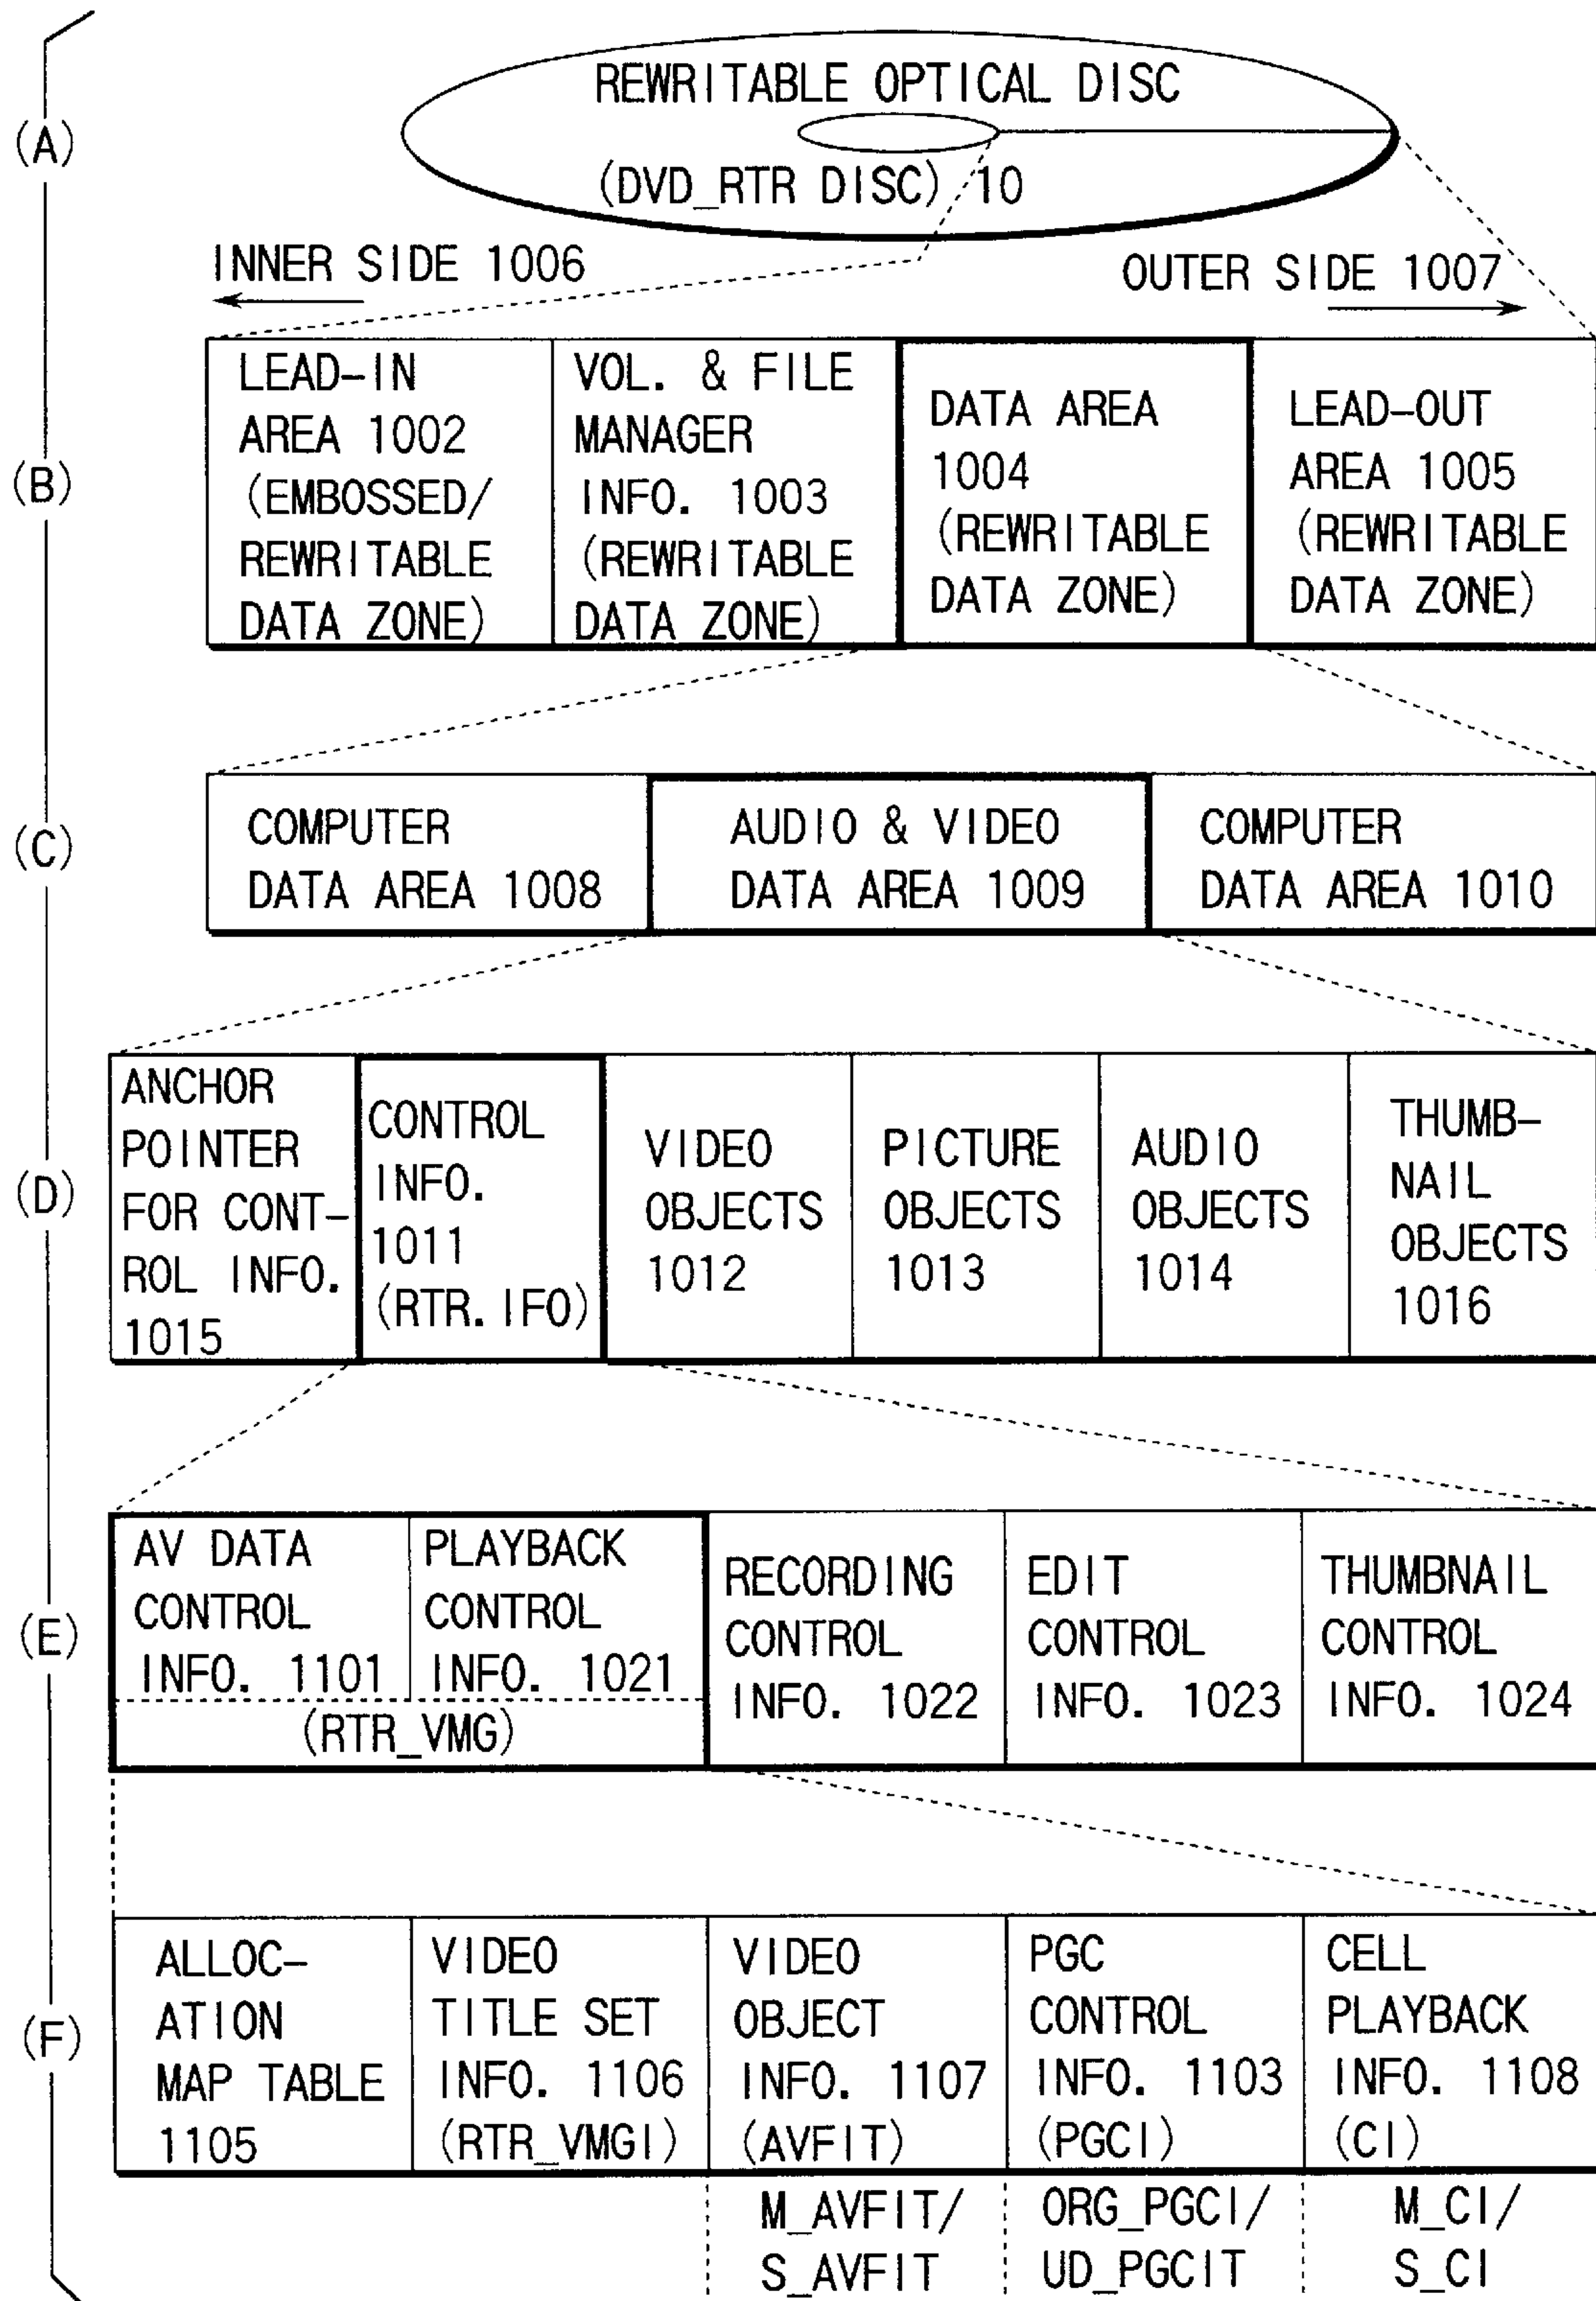 (A)
REWRITABLE OPTICAL DISC
(DVD_RTR DISC) 10
INNER SIDE 1006
OUTER SIDE 1007
(B)
LEAD-IN
AREA 1002
(EMBOSSED/
REWRITABLE
DATA ZONE)
VOL. & FILE
MANAGER
INFO. 1003
(REWRITABLE
DATA ZONE)
DATA AREA
1004
(REWRITABLE
DATA ZONE)
LEAD-OUT
AREA 1005
(REWRITABLE
DATA ZONE)
(C)
COMPUTER
DATA AREA 1008
AUDIO & VIDEO
DATA AREA 1009
COMPUTER
DATA AREA 1010
(D)
ANCHOR
POINTER
FOR CONT-
ROL INFO.
1015
CONTROL
INFO.
1011
(RTR.IFO)
VIDEO
OBJECTS
1012
PICTURE
OBJECTS
1013
AUDIO
OBJECTS
1014
THUMB-
NAIL
OBJECTS
1016
(E)
AV DATA
CONTROL
INFO. 1101
PLAYBACK
CONTROL
INFO. 1021
(RTR_VMG)
RECORDING
CONTROL
INFO. 1022
EDIT
CONTROL
INFO. 1023
THUMBNAIL
CONTROL
INFO. 1024
(F)
ALLOC-
ATION
MAP TABLE
1105
VIDEO
TITLE SET
INFO. 1106
(RTR_VMGI)
VIDEO
OBJECT
INFO. 1107
(AVFIT)
PGC
CONTROL
INFO. 1103
(PGCI)
CELL
PLAYBACK
INFO. 1108
(CI)
M_AVFIT/
S_AVFIT
ORG_PGCI/
UD_PGCIT
M_CI/
S_CI